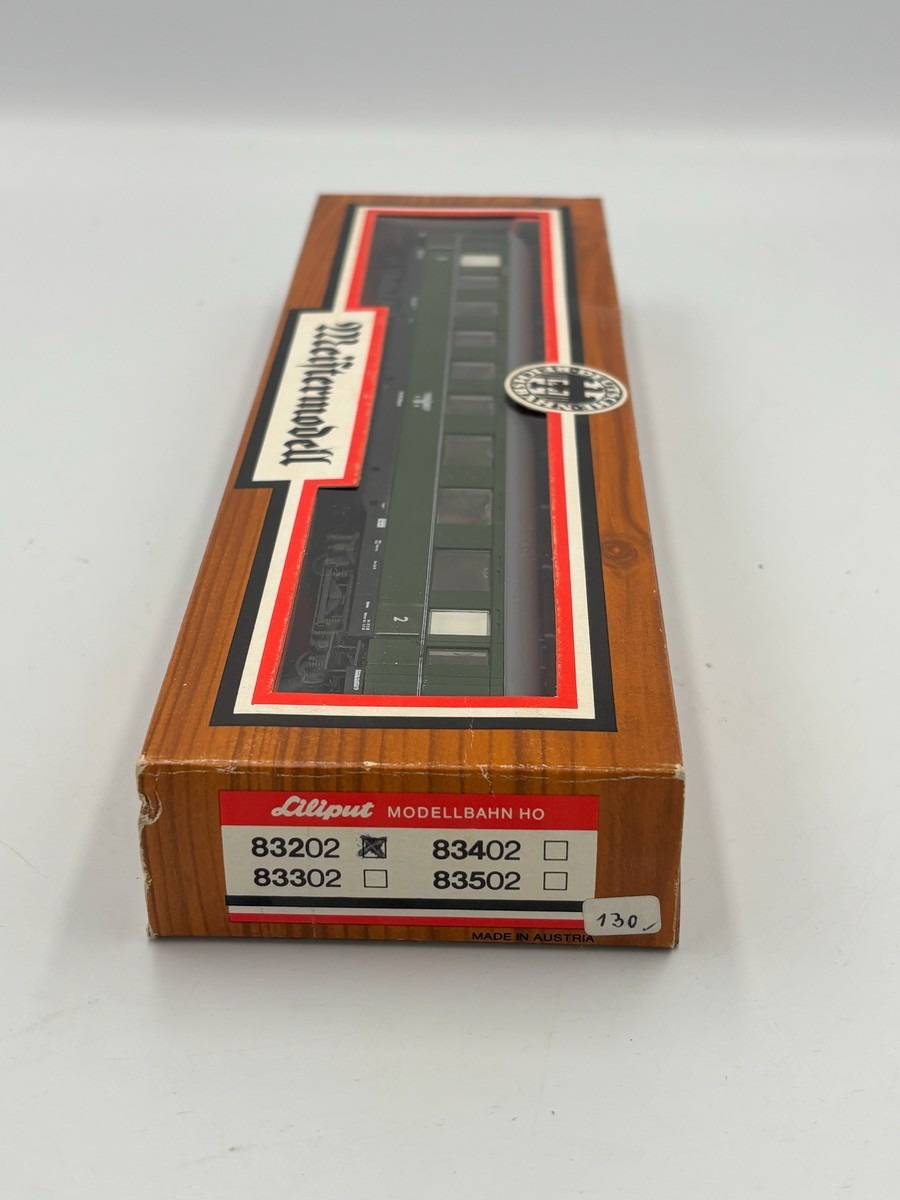 Meistermodell
2
Liliput MODELLBAHN HO
83202 83402
83302 83502
130,-
MADE IN AUSTRIA